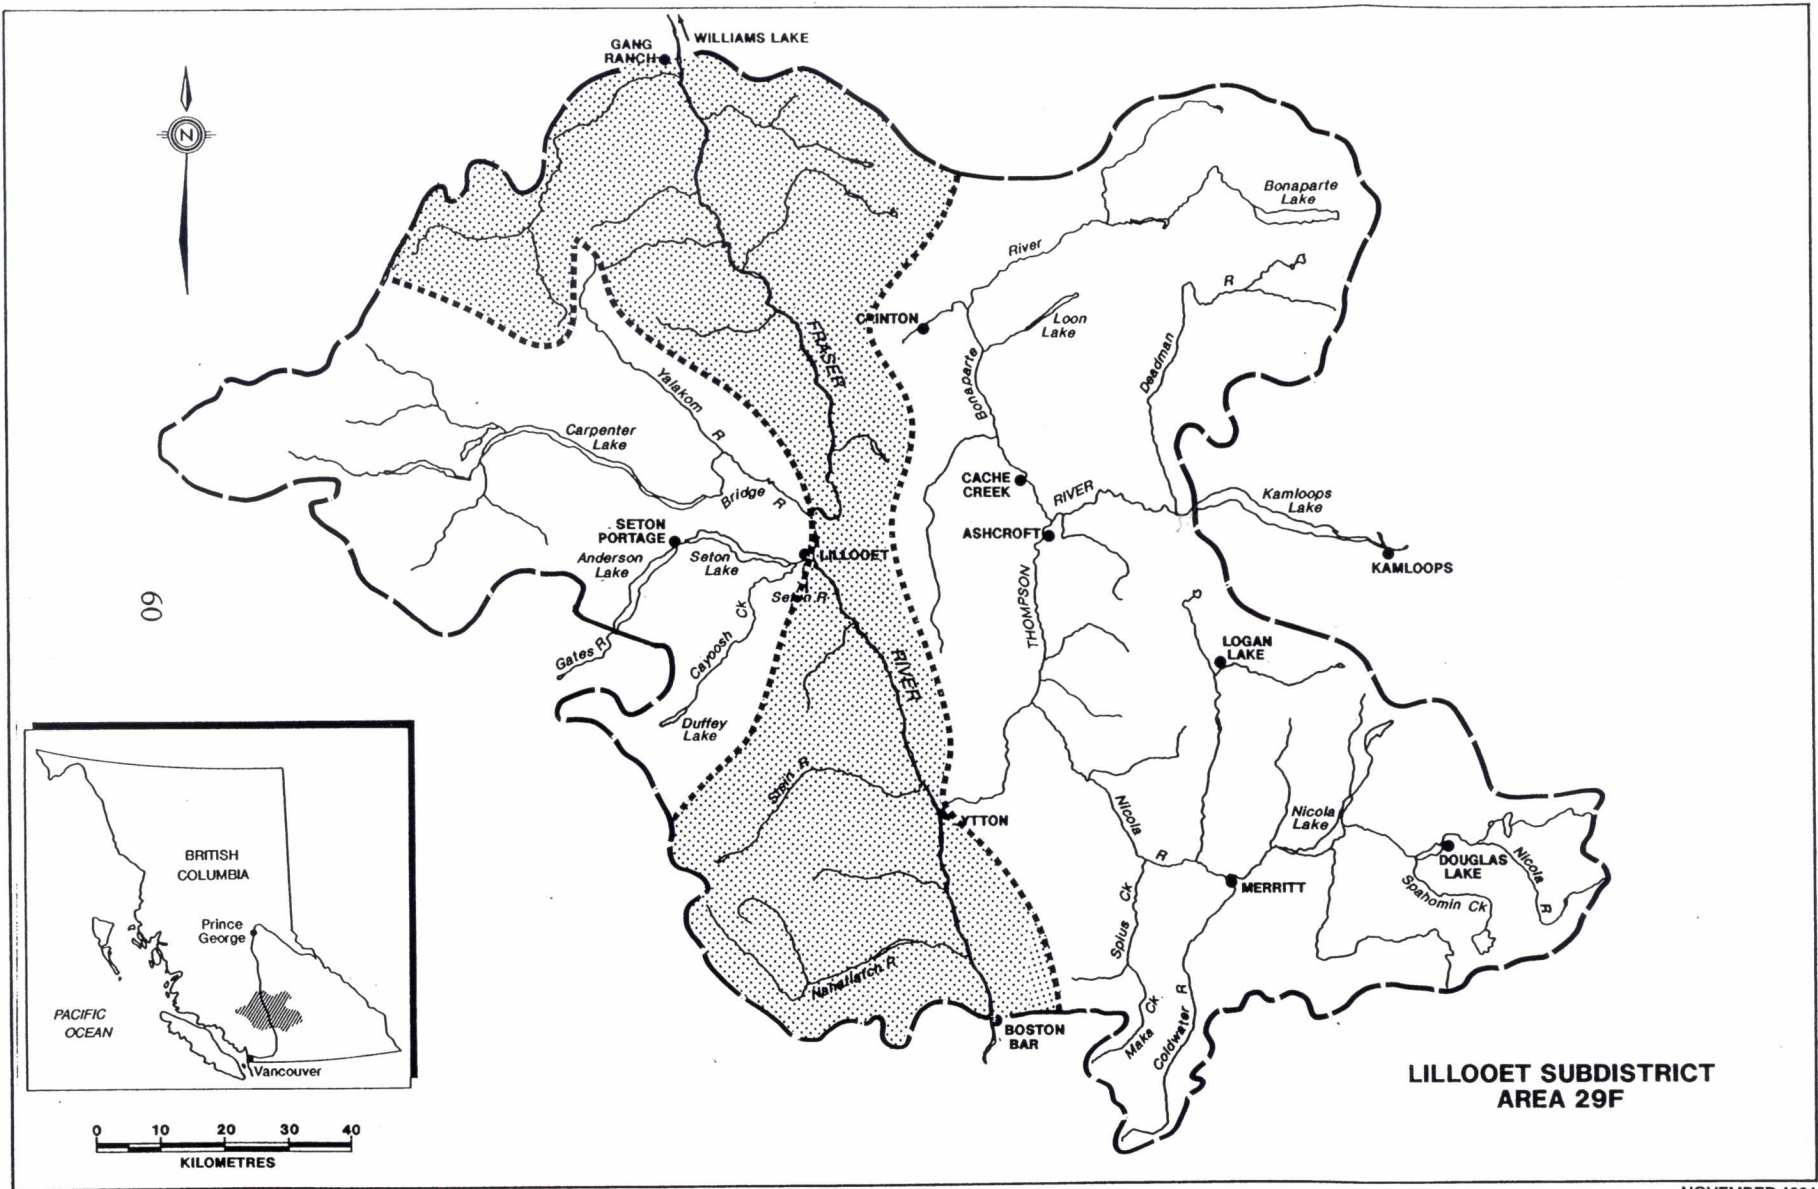 WILLIAMS LAKE
GANG
RANCH
N
Bonaparte
Lake
River
R
CLINTON
Loon
Lake
FRASER
Bonaparte
Deadman
Yalakom
R
Carpenter
Lake
CACHE
CREEK
RIVER
Kamloops
Lake
Bridge
R
SETON
PORTAGE
ASHCROFT
Anderson
Lake
Seton
Lake
LILLOOET
KAMLOOPS
Seton R
THOMPSON
Cayoosh
Ck
Gates R
RIVER
LOGAN
LAKE
60
Duffey
Lake
Stein R
YTTON
Nicola
R
Nicola
Lake
DOUGLAS
LAKE
Nicola
R
MERRITT
Spahomin Ck
Spius
Ck
Nahatlatch R
Maka
Ck
Coldwater
R
BOSTON
BAR
BRITISH
COLUMBIA
Prince
George
PACIFIC
OCEAN
Vancouver
LILLOOET SUBDISTRICT
AREA 29F
0 10 20 30 40
KILOMETRES